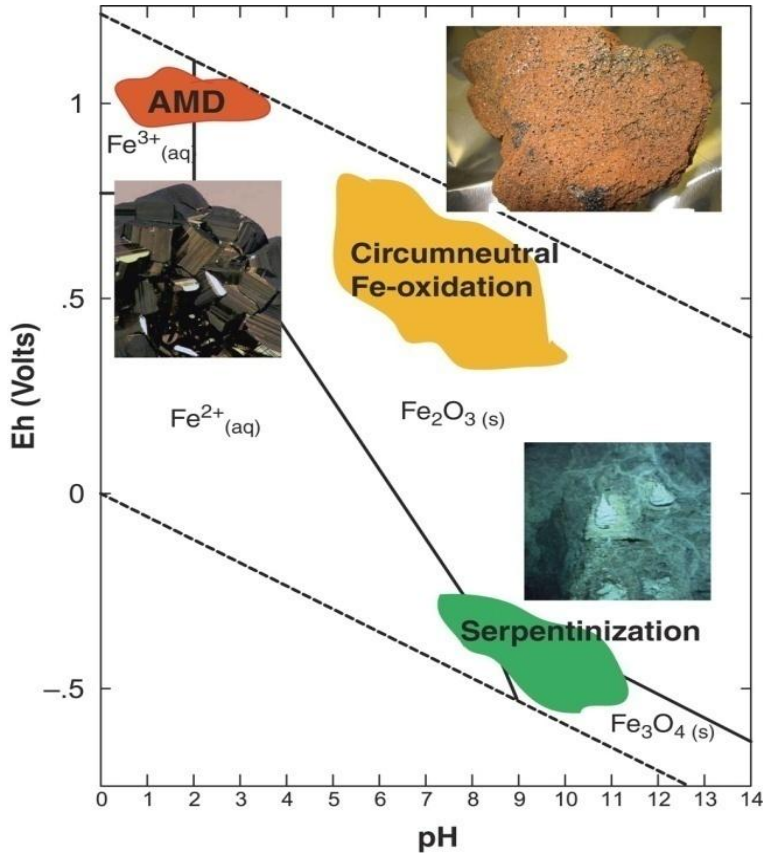 1
.5
0
–.5
Eh (Volts)
AMD
Fe³⁺(aq)
Circumneutral
Fe-oxidation
Fe²⁺(aq)
Fe₂O₃ (s)
Serpentinization
Fe₃O₄ (s)
0 1 2 3 4 5 6 7 8 9 10 11 12 13 14
pH